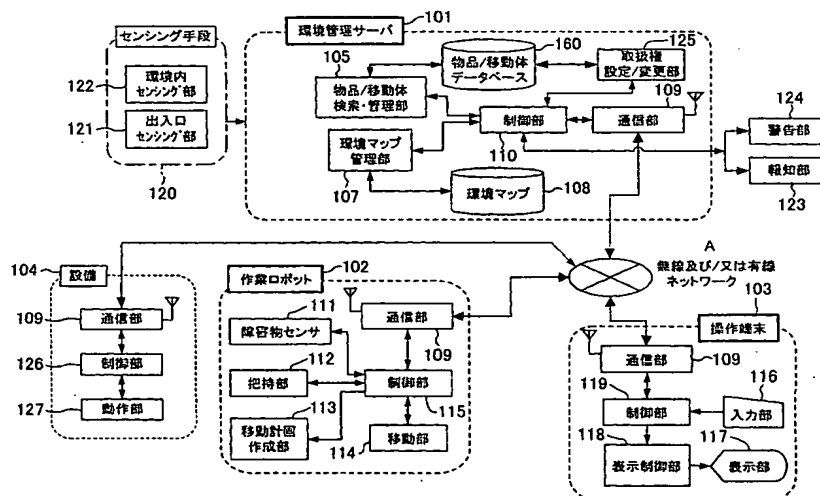 センシング手段
122
環境内
センシング部
121
出入口
センシング部
120
環境管理サーバ
101
105
物品/移動体
検索・管理部
160
物品/移動体
データベース
125
取扱権
設定/変更部
109
制御部
110
通信部
環境マップ
管理部
107
環境マップ
108
124
警告部
報知部
123
104
設備
109
通信部
126
制御部
127
動作部
作業ロボット
102
111
障害物センサ
112
把持部
113
移動計画
作成部
通信部
109
制御部
115
移動部
114
A
無線及び/又は有線
ネットワーク
103
操作端末
通信部
109
119
制御部
116
入力部
118
表示制御部
117
表示部